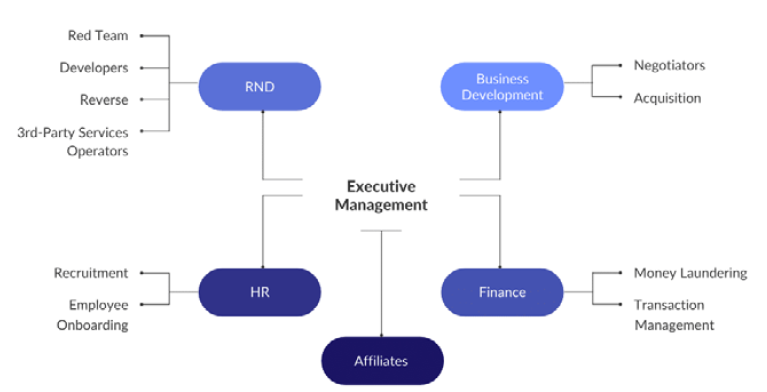 Red Team
Developers
Reverse
3rd-Party Services
Operators
RND
Business
Development
Negotiators
Acquisition
Executive
Management
Recruitment
Employee
Onboarding
HR
Finance
Money Laundering
Transaction
Management
Affiliates